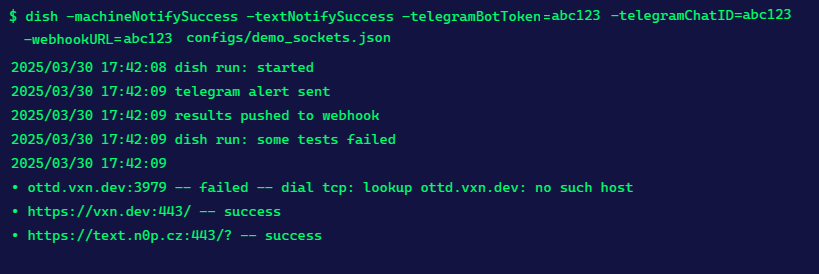 $ dish -machineNotifySuccess -textNotifySuccess -telegramBotToken=abc123 -telegramChatID=abc123
-webhookURL=abc123 configs/demo_sockets.json
2025/03/30 17:42:08 dish run: started
2025/03/30 17:42:09 telegram alert sent
2025/03/30 17:42:09 results pushed to webhook
2025/03/30 17:42:09 dish run: some tests failed
2025/03/30 17:42:09
• ottd.vxn.dev:3979 -- failed -- dial tcp: lookup ottd.vxn.dev: no such host
• https://vxn.dev:443/ -- success
• https://text.n0p.cz:443/? -- success